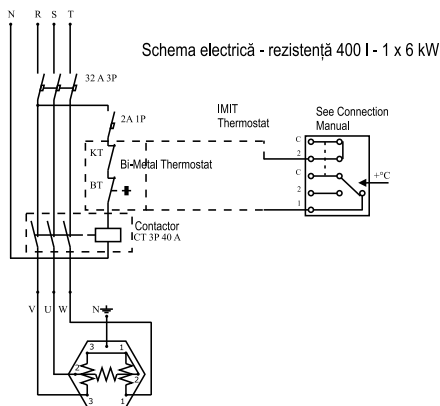 N R S T
Schema electrică - rezistență 400 l - 1 x 6 kW
32 A 3P
2A 1P
IMIT
Thermostat
See Connection
Manual
KT
Bi-Metal Thermostat
BT
C
2
C
2
1
+°C
Contactor
CT 3P 40 A
V U W N
3 1
2 2
3 1